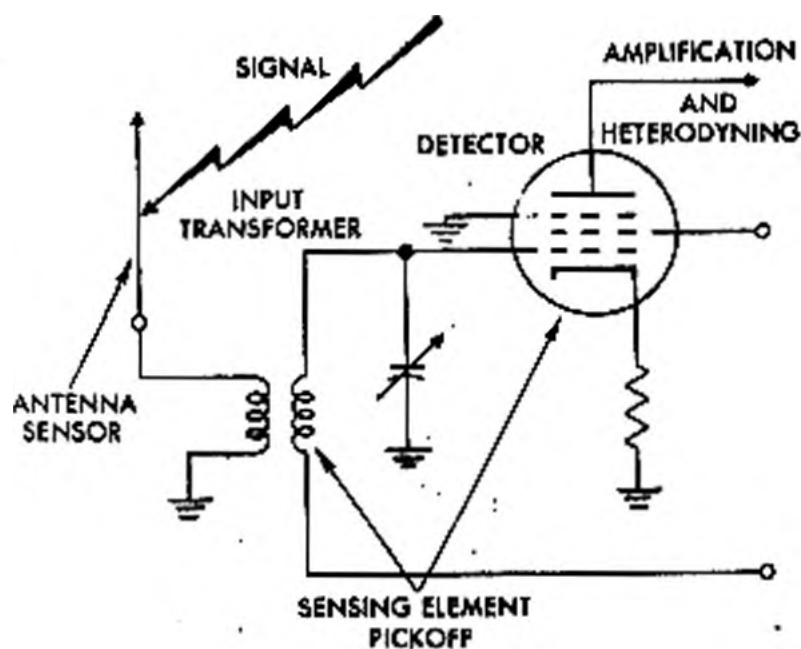 SIGNAL
AMPLIFICATION
AND
HETERODYNING
DETECTOR
INPUT
TRANSFORMER
ANTENNA
SENSOR
SENSING ELEMENT
PICKOFF